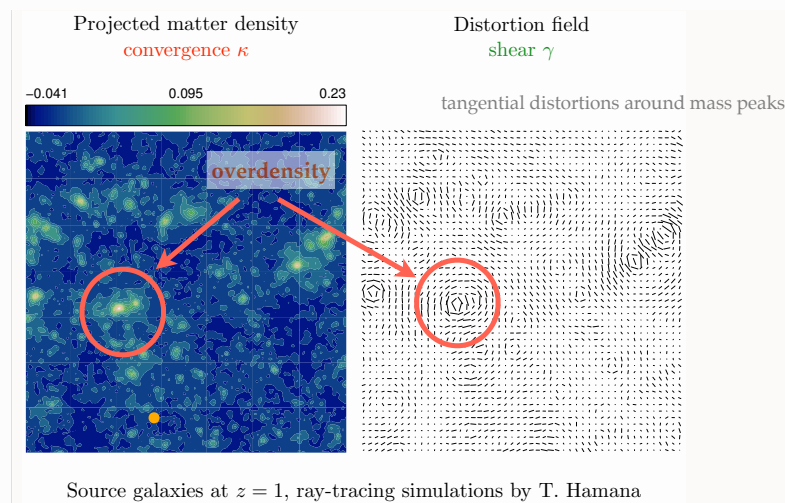 Projected matter density
convergence κ
Distortion field
shear γ
−0.041 0.095 0.23
tangential distortions around mass peaks
overdensity
Source galaxies at z = 1, ray-tracing simulations by T. Hamana